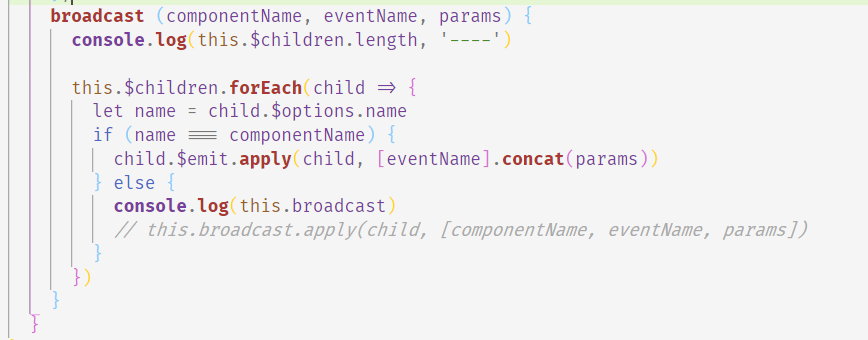 broadcast (componentName, eventName, params) {
console.log(this.$children.length, '----')
this.$children.forEach(child => {
let name = child.$options.name
if (name === componentName) {
child.$emit.apply(child, [eventName].concat(params))
} else {
console.log(this.broadcast)
// this.broadcast.apply(child, [componentName, eventName, params])
}
})
}
}